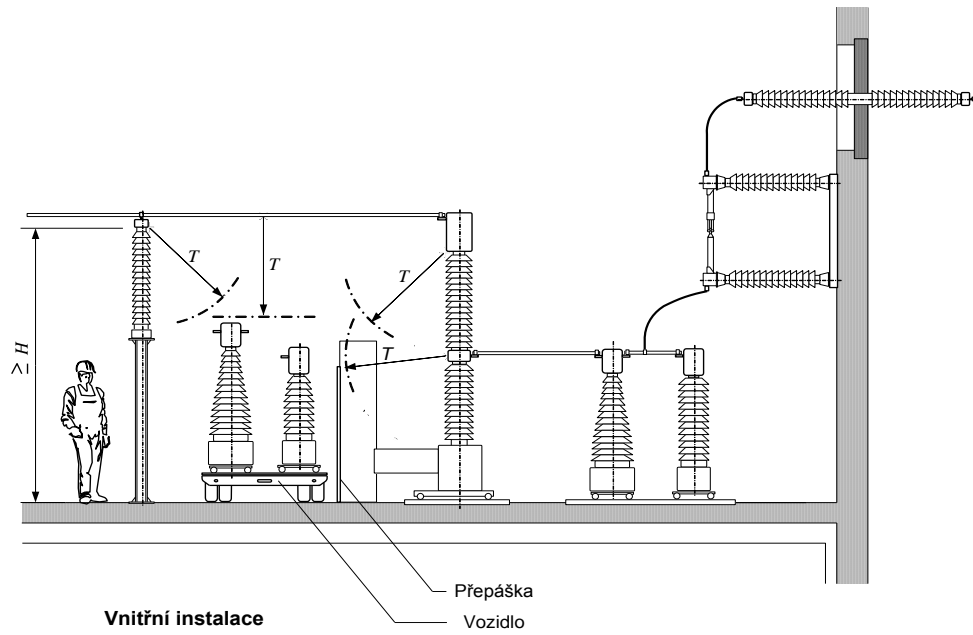 T
T
T
T
≥ H
Přepáška
Vnitřní instalace
Vozidlo